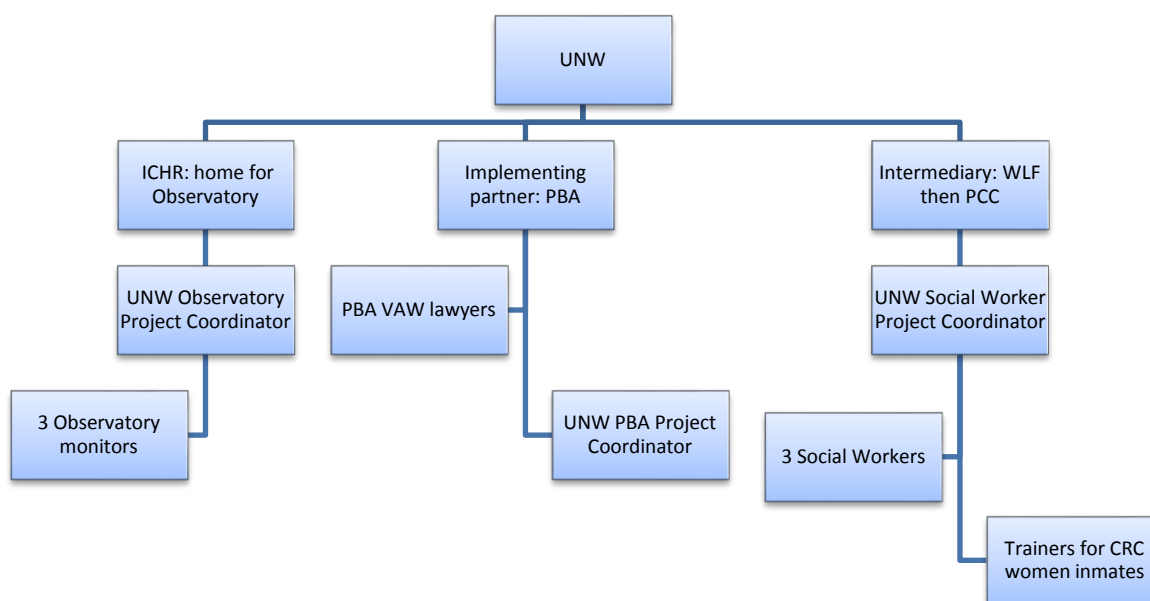 UNW
ICHR: home for
Observatory
Implementing
partner: PBA
Intermediary: WLF
then PCC
UNW Observatory
Project Coordinator
PBA VAW lawyers
UNW Social Worker
Project Coordinator
3 Observatory
monitors
UNW PBA Project
Coordinator
3 Social Workers
Trainers for CRC
women inmates